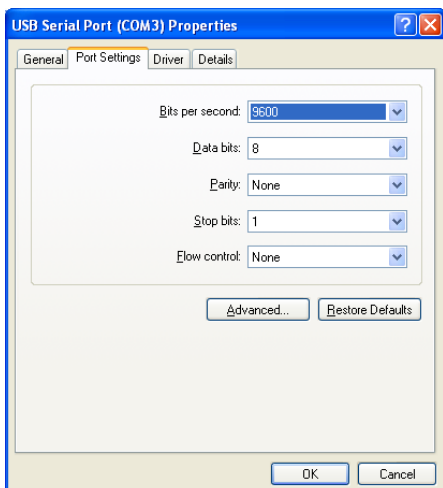 USB Serial Port (COM3) Properties
General Port Settings Driver Details
Bits per second: 9600
Data bits: 8
Parity: None
Stop bits: 1
Flow control: None
Advanced... Restore Defaults
OK Cancel